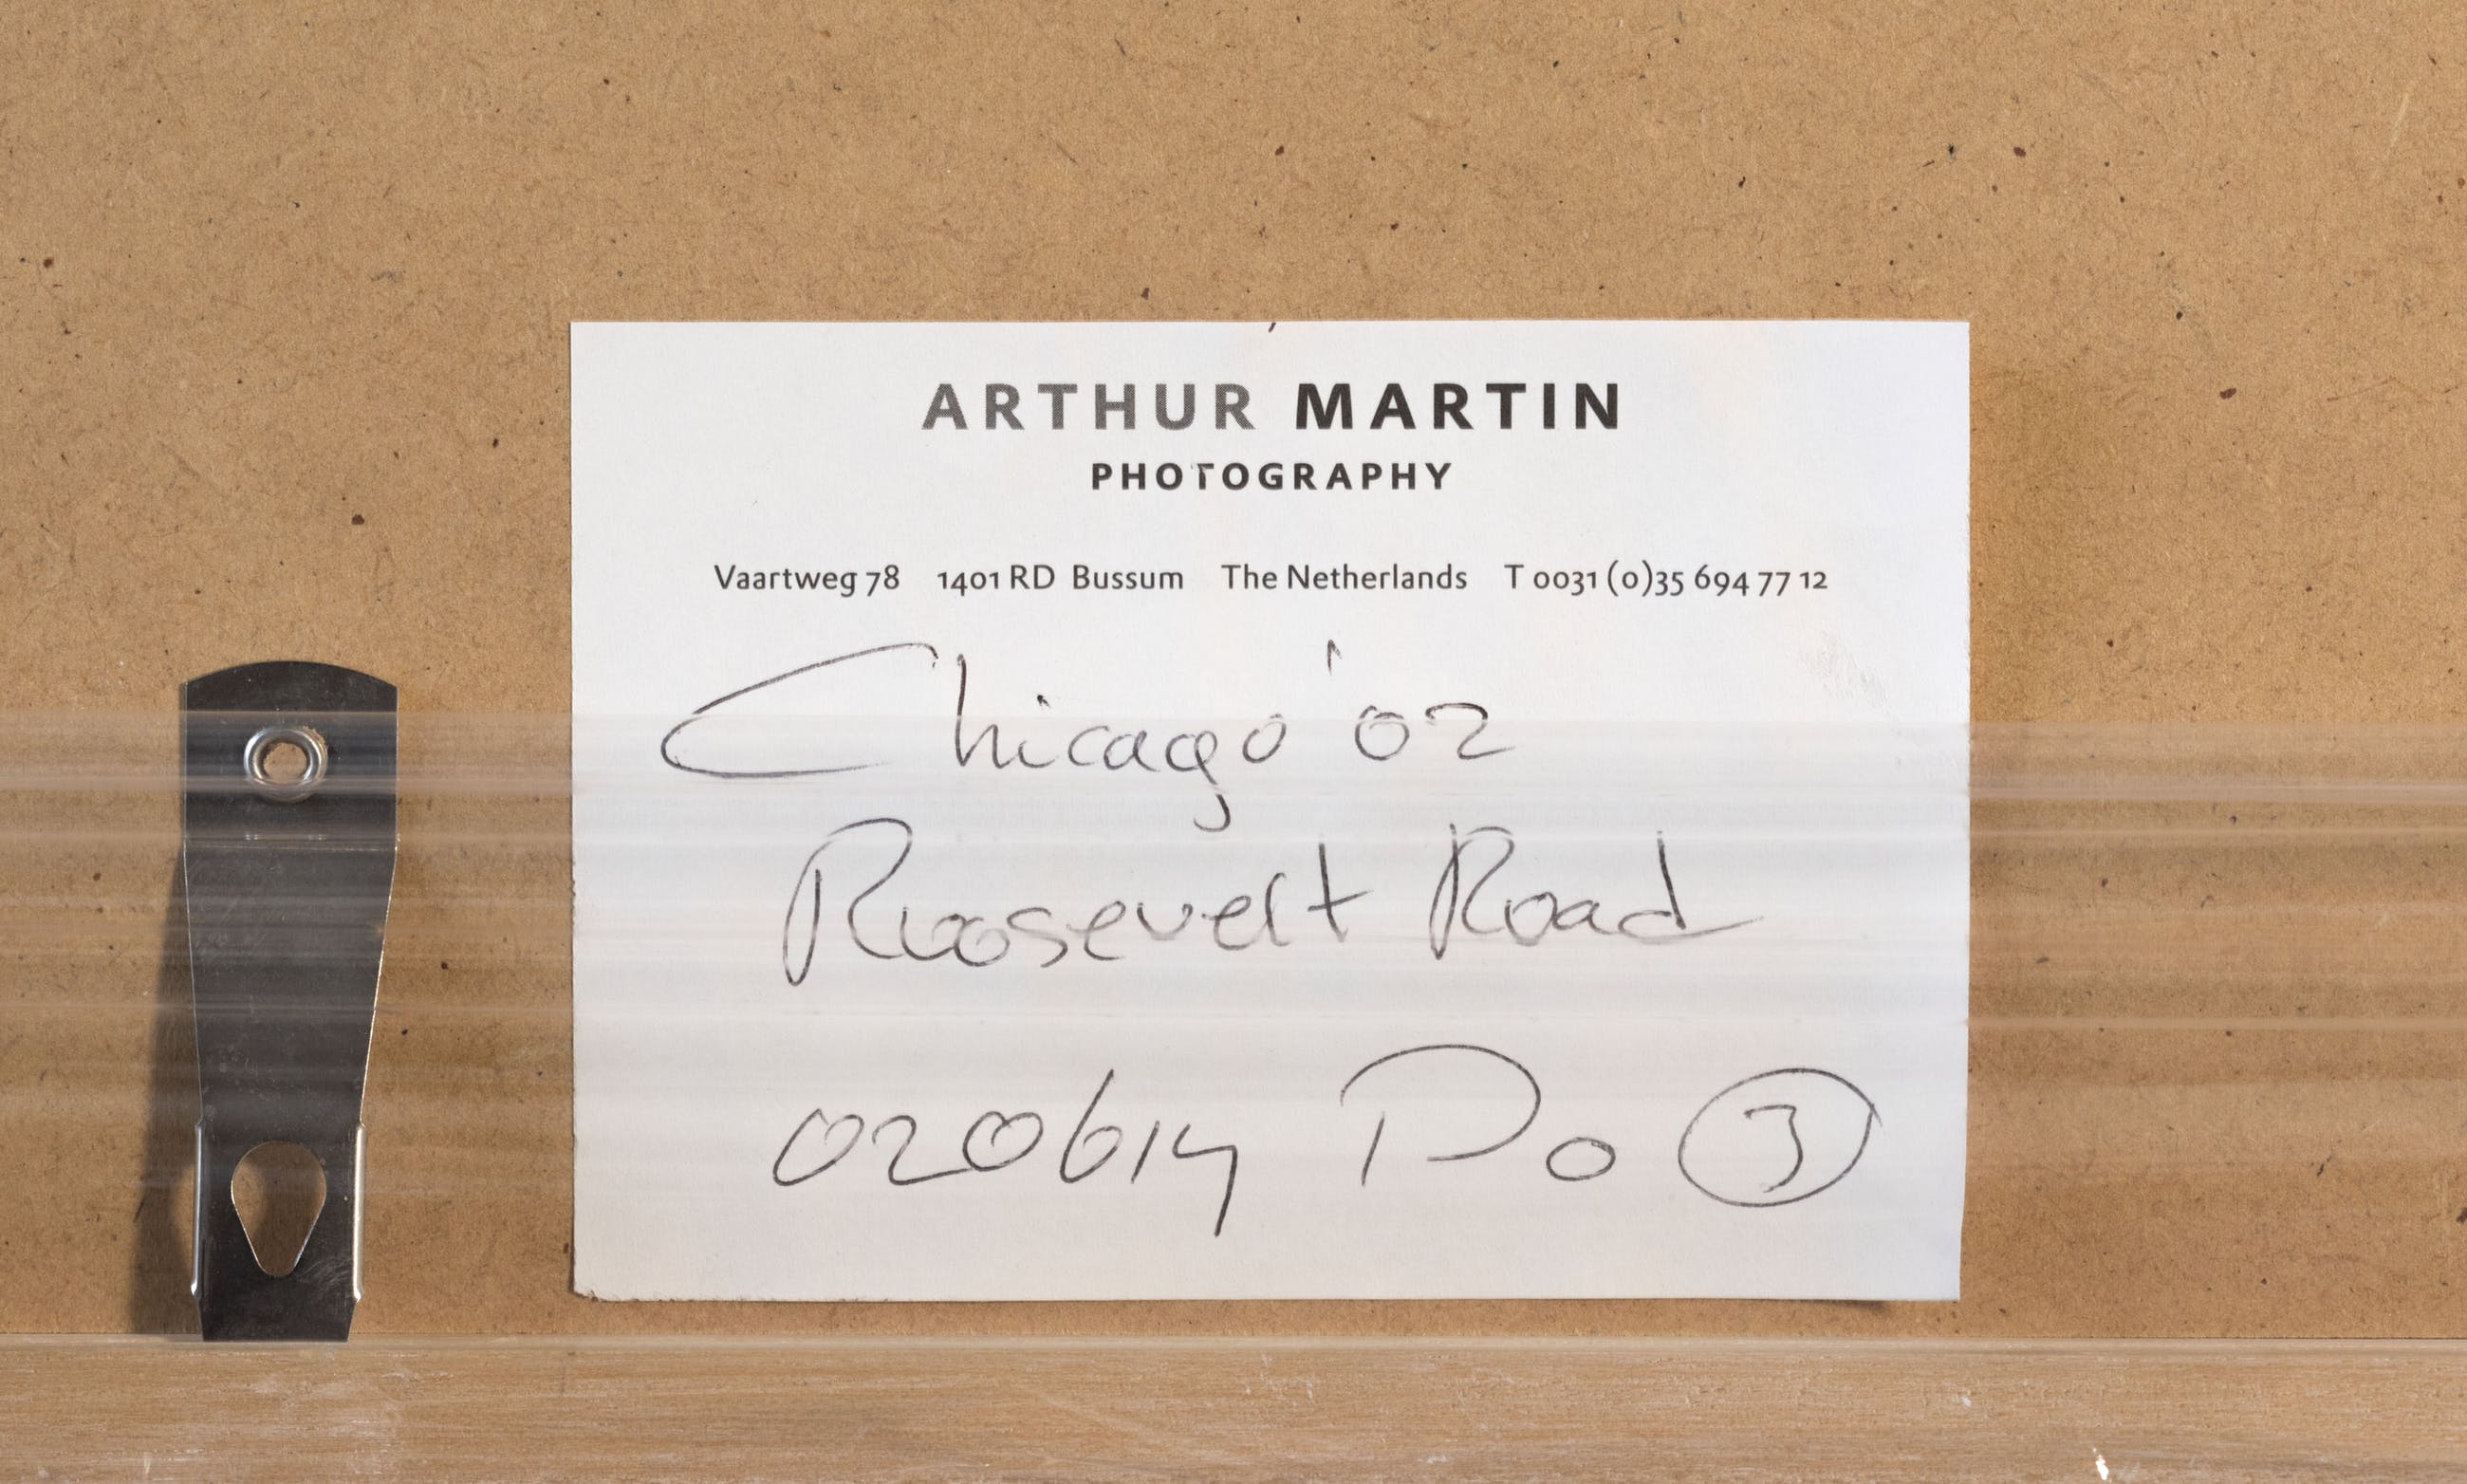 ARTHUR MARTIN
PHOTOGRAPHY
Vaartweg 78 1401 RD Bussum The Netherlands T 0031 (0)35 694 77 12
Chicago '02
Roosevelt Road
020614 Do 3